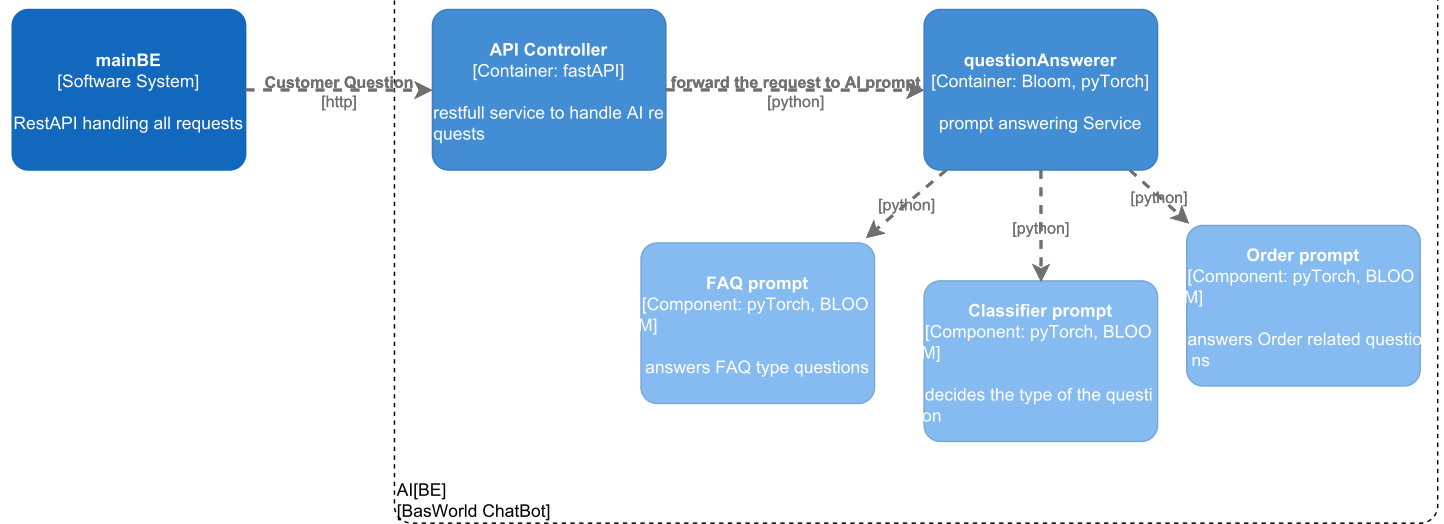 mainBE
[Software System]
RestAPI handling all requests
Customer Question
[http]
API Controller
[Container: fastAPI]
restfull service to handle AI re
quests
forward the request to AI prompt
[python]
questionAnswerer
[Container: Bloom, pyTorch]
prompt answering Service
[python]
[python]
[python]
FAQ prompt
[Component: pyTorch, BLOO
M]
answers FAQ type questions
Classifier prompt
[Component: pyTorch, BLOO
M]
decides the type of the questi
on
Order prompt
[Component: pyTorch, BLOO
M]
answers Order related questio
ns
AI[BE]
[BasWorld ChatBot]